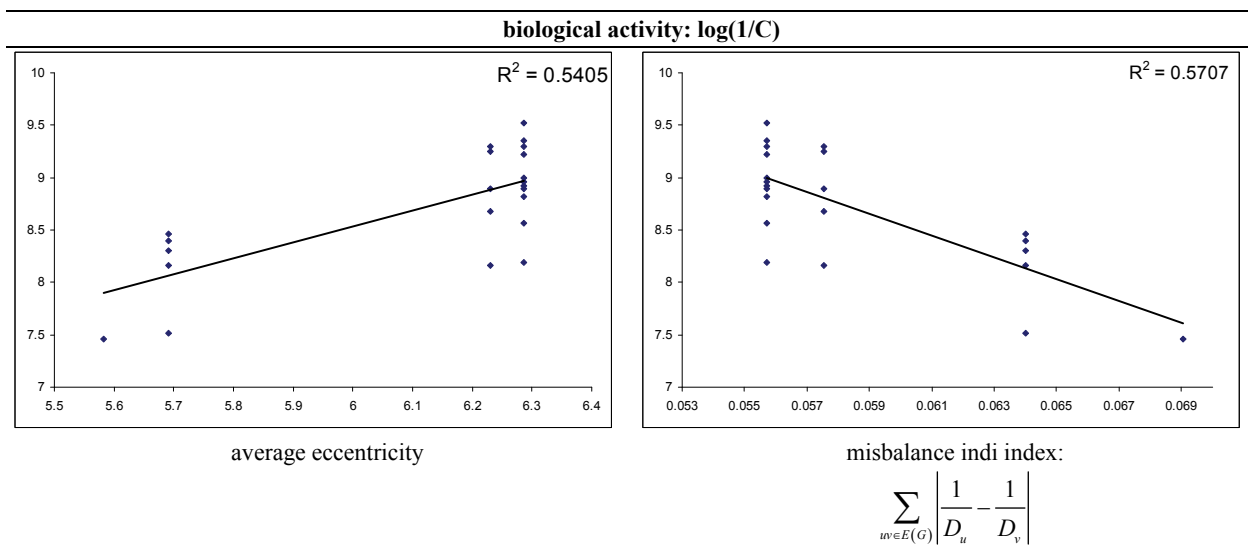 biological activity: log(1/C)
R² = 0.5405
10
9.5
9
8.5
8
7.5
7
5.5 5.6 5.7 5.8 5.9 6 6.1 6.2 6.3 6.4
average eccentricity
R² = 0.5707
10
9.5
9
8.5
8
7.5
7
0.053 0.055 0.057 0.059 0.061 0.063 0.065 0.067 0.069
misbalance indi index:
∑ uv∈E(G) | 1/D_u − 1/D_v |